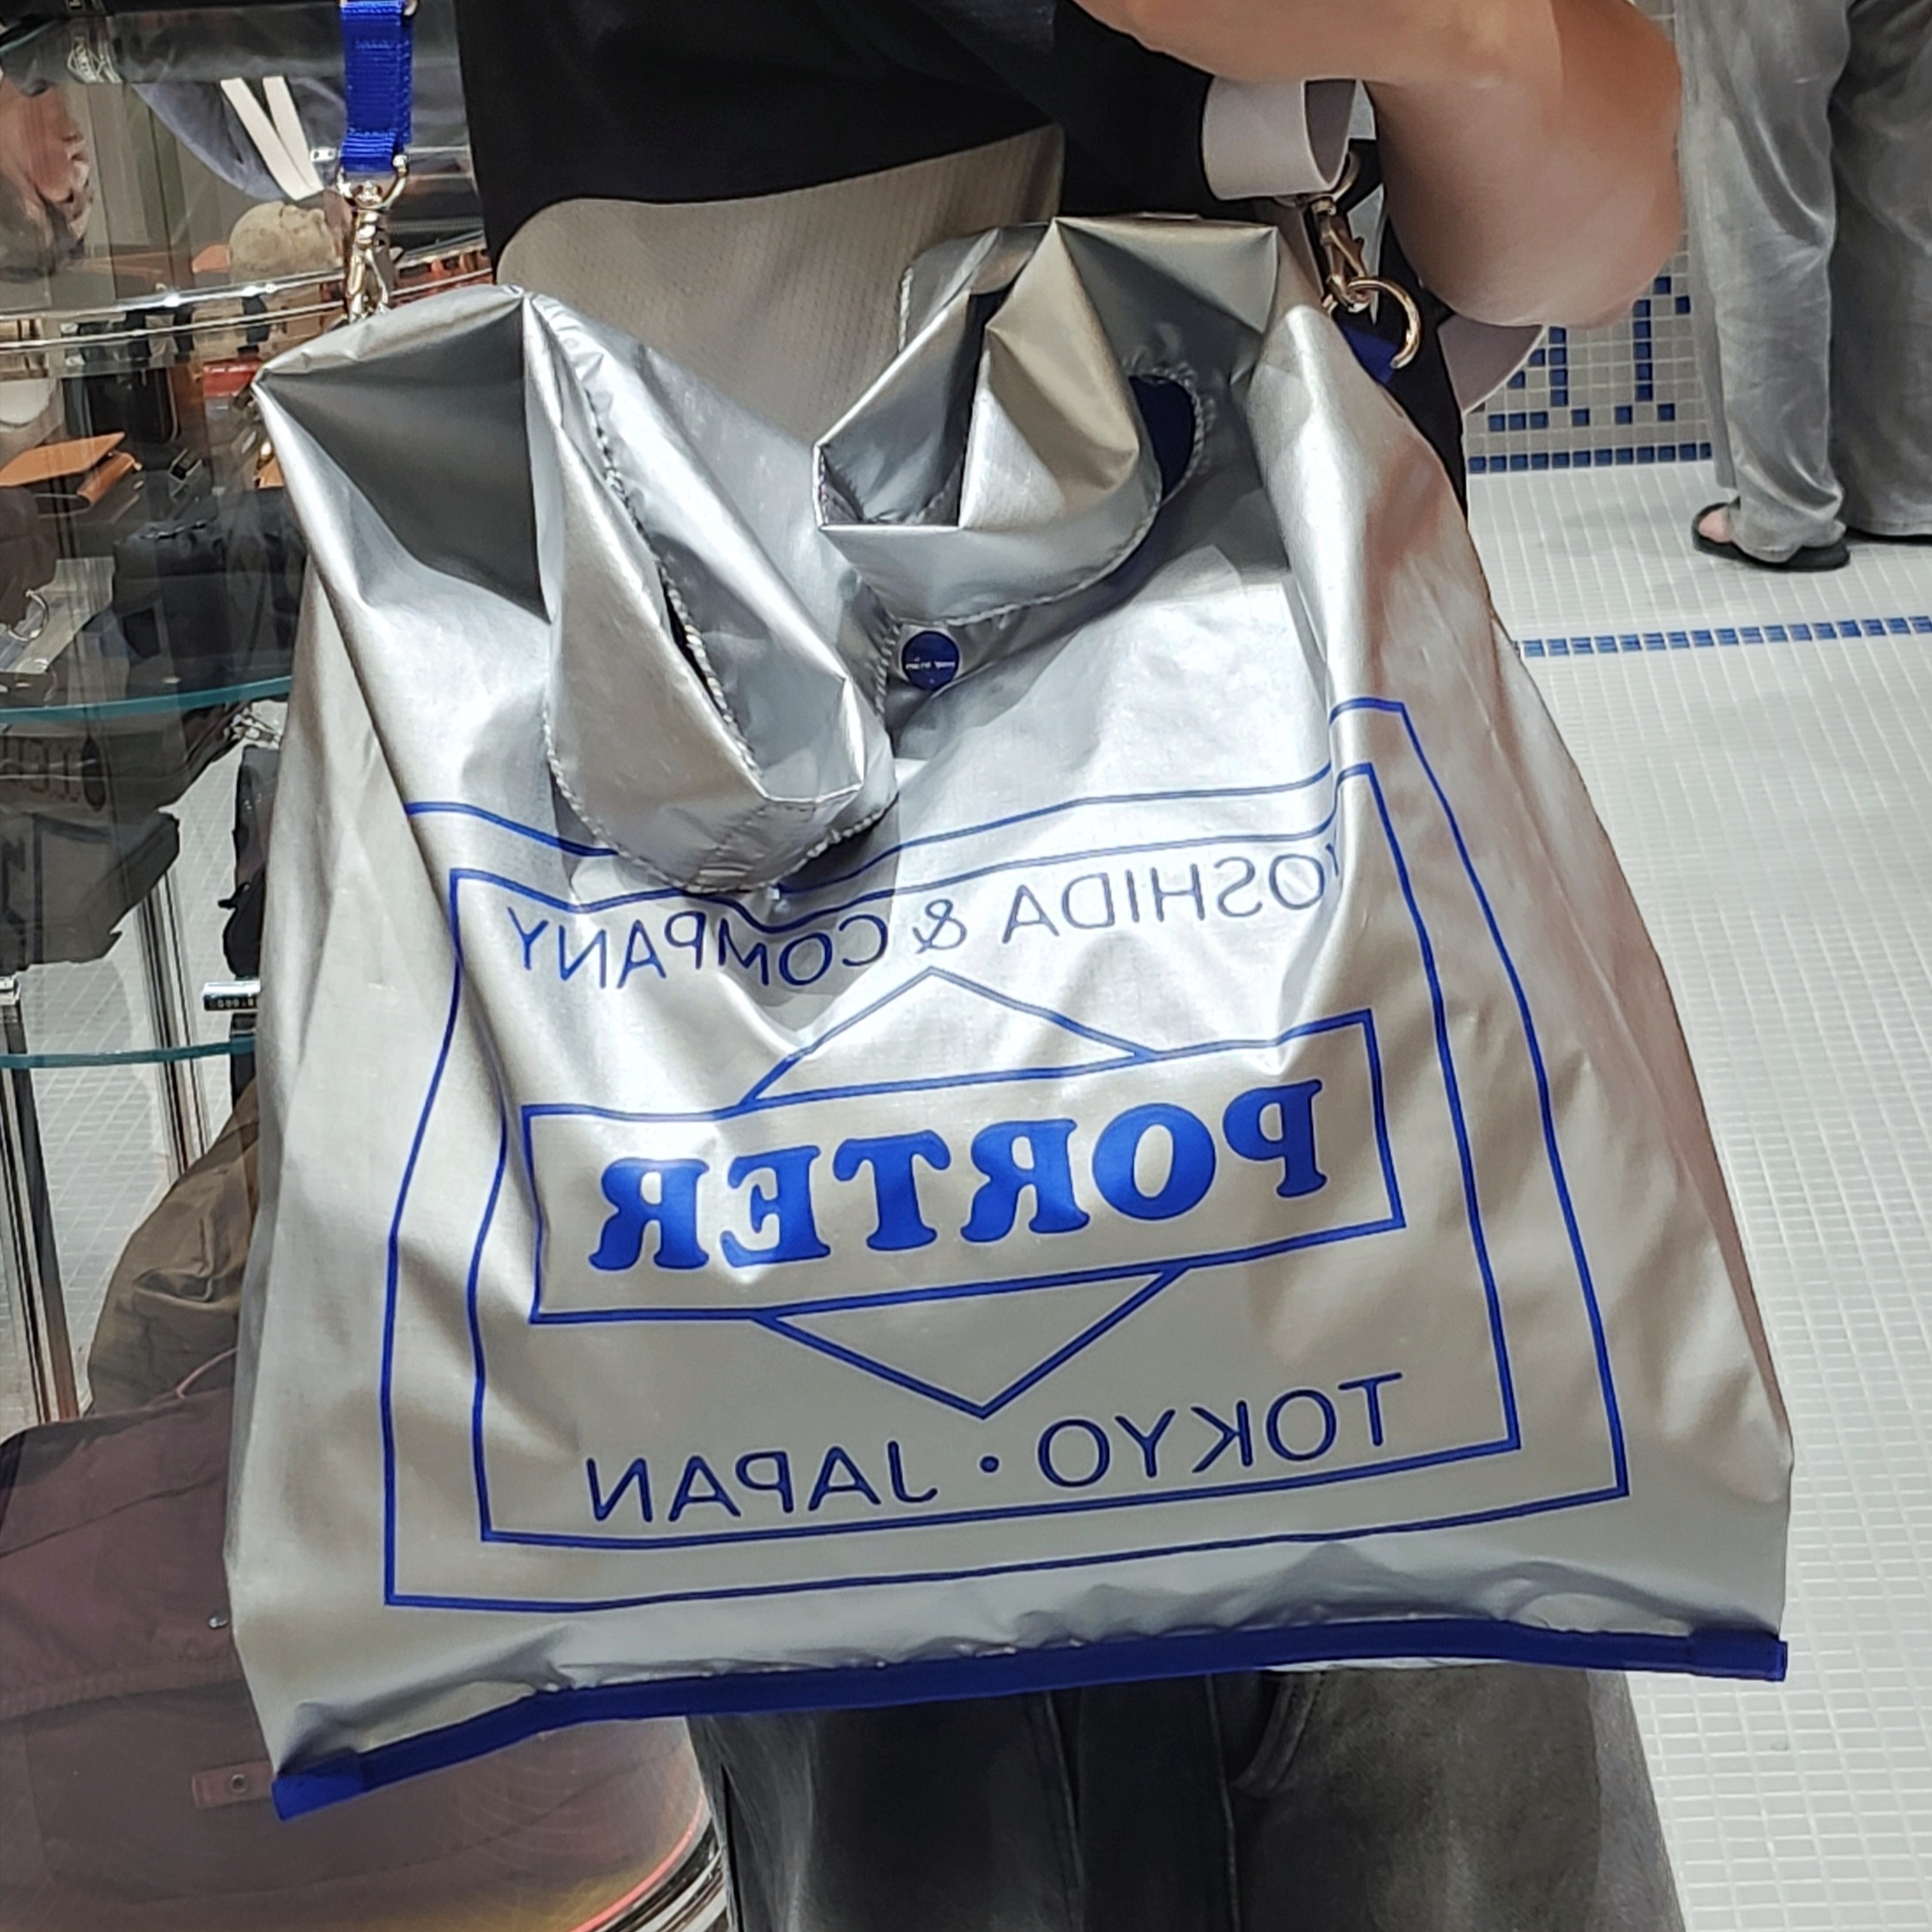 YOSHIDA & COMPANY
PORTER
TOKYO • JAPAN